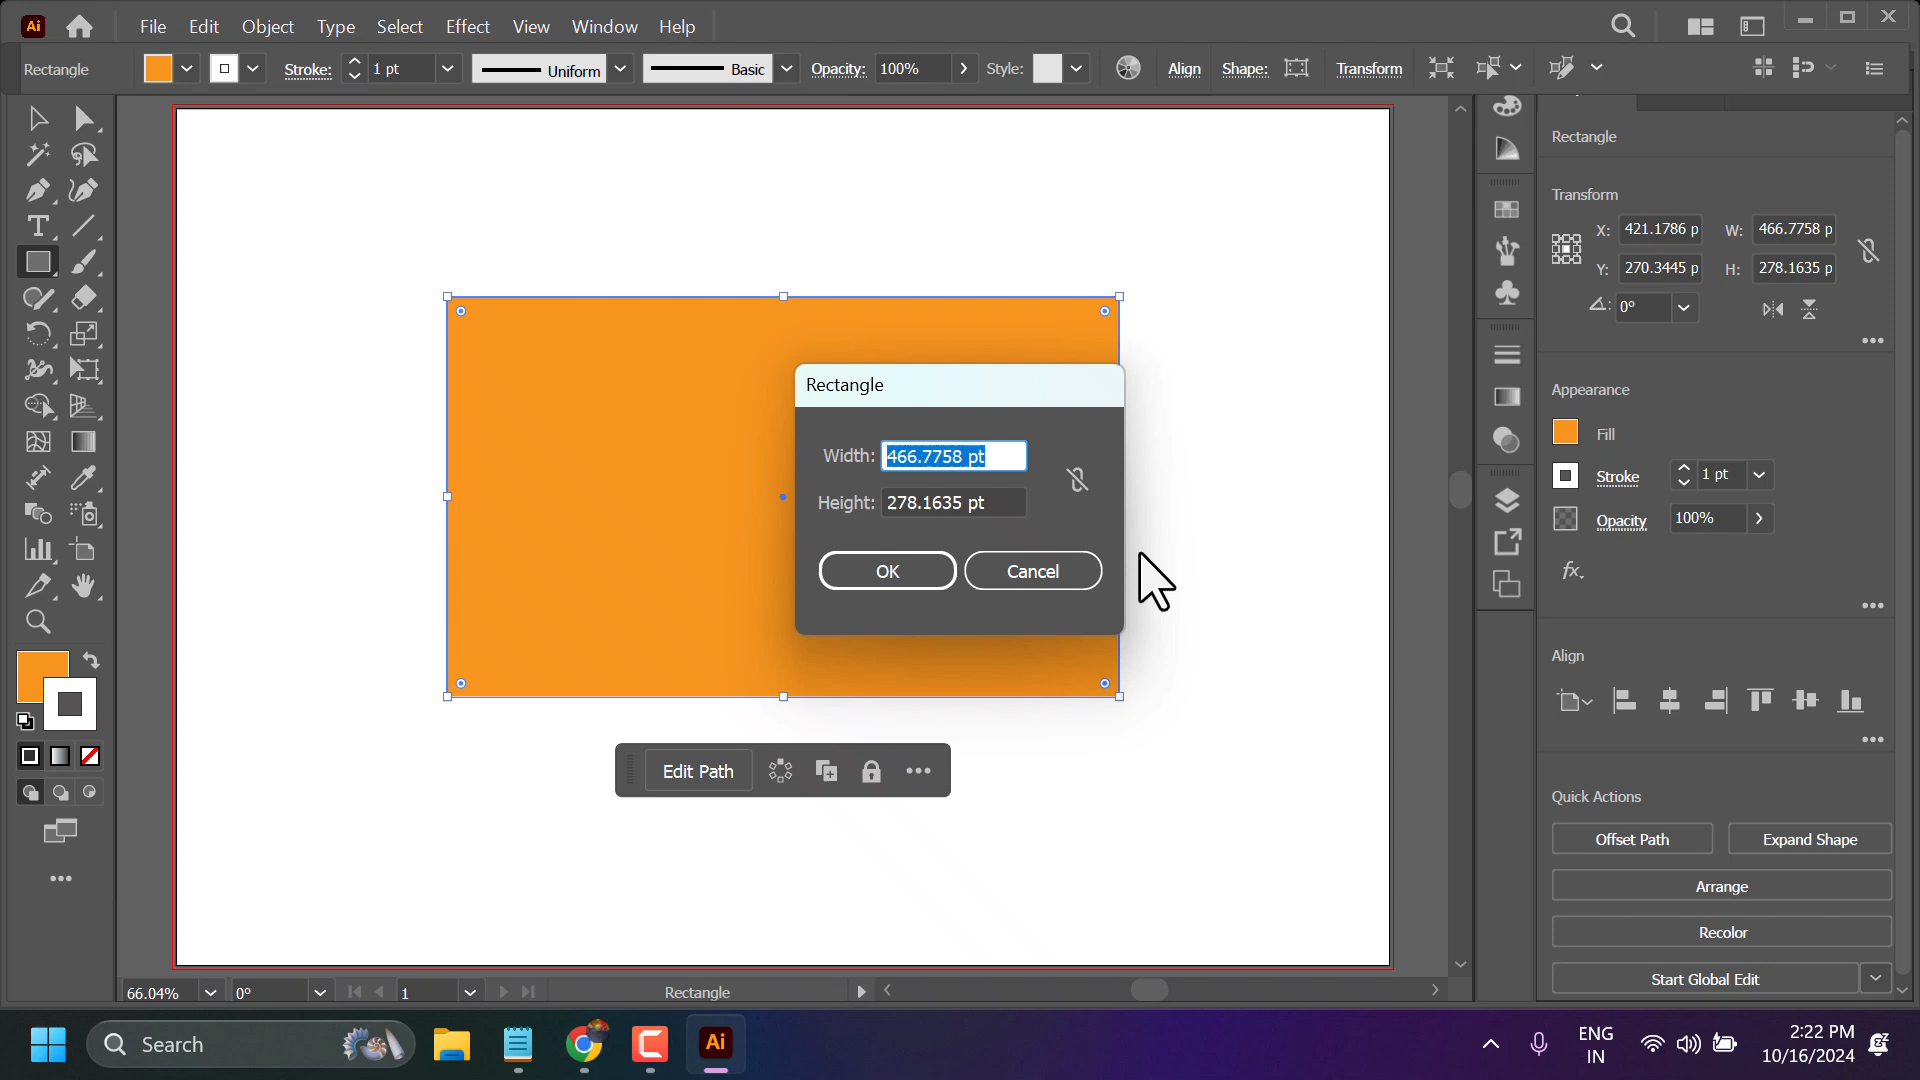 Ai File Edit Object Type Select Effect View Window Help
Rectangle Stroke: 1 pt Uniform Basic Opacity: 100% Style: Align Shape: Transform
Rectangle
Transform
X: 421.1786 p W: 466.7758 p
Y: 270.3445 p H: 278.1635 p
0°
Rectangle
Width: 466.7758 pt
Height: 278.1635 pt
OK Cancel
Appearance
Fill
Stroke 1 pt
Opacity 100%
fx.
Align
Edit Path
Quick Actions
Offset Path Expand Shape
Arrange
Recolor
Start Global Edit
66.04% 0° 1 Rectangle
Search Ai
ENG
IN
2:22 PM
10/16/2024